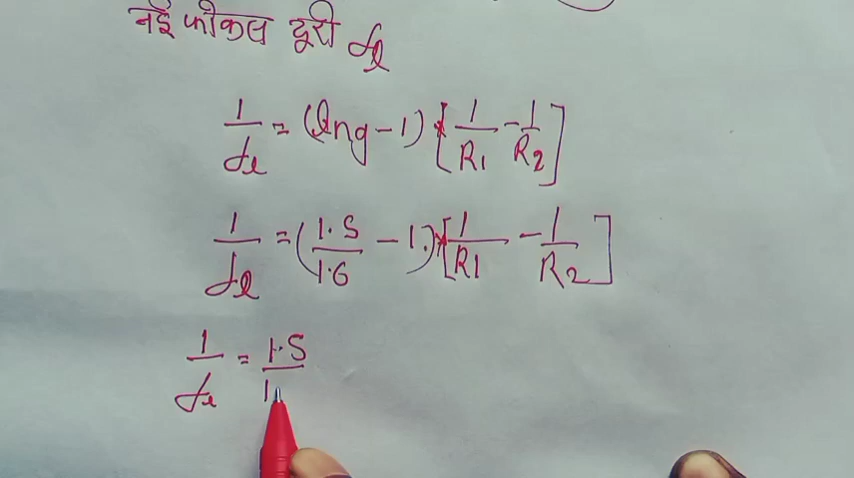 नई फोकल दूरी fl
1/fl = (lng - 1) × [1/R1 - 1/R2]
1/fl = (1.5/1.6 - 1.) × [1/R1 - 1/R2]
1/fl = 1.5/1